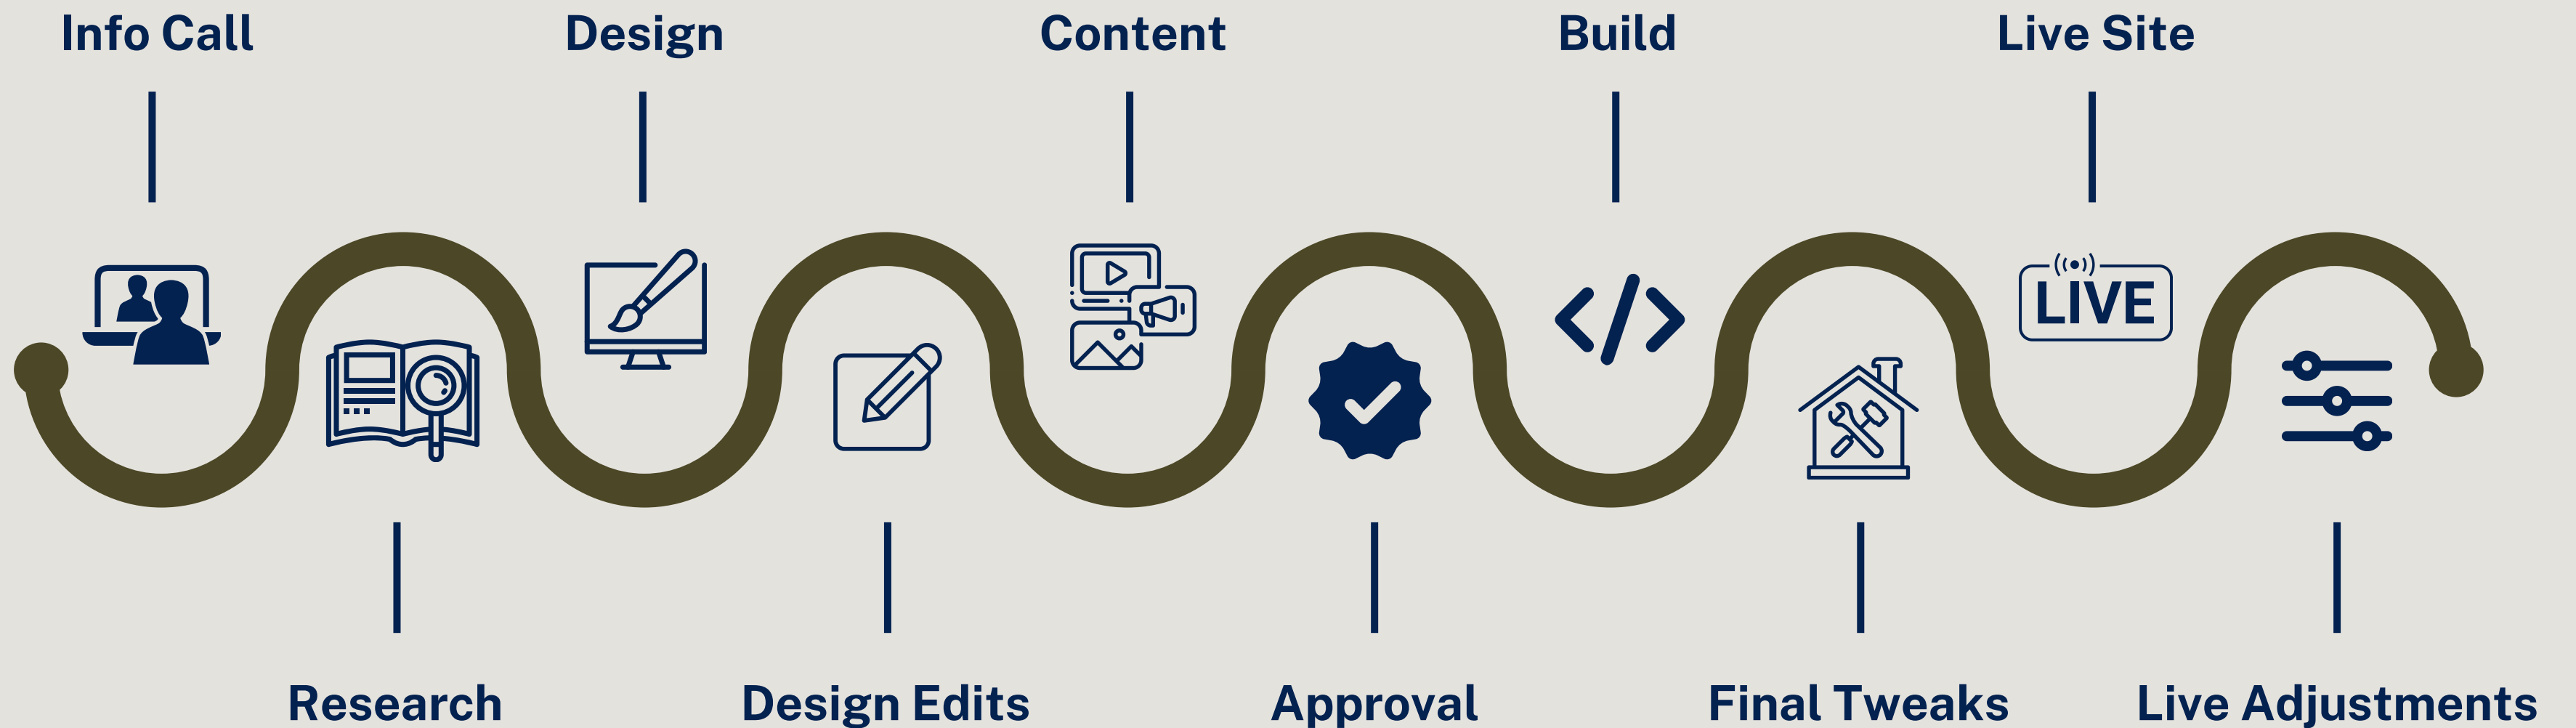 Info Call
Design
Content
Build
Live Site
LIVE
Research
Design Edits
Approval
Final Tweaks
Live Adjustments